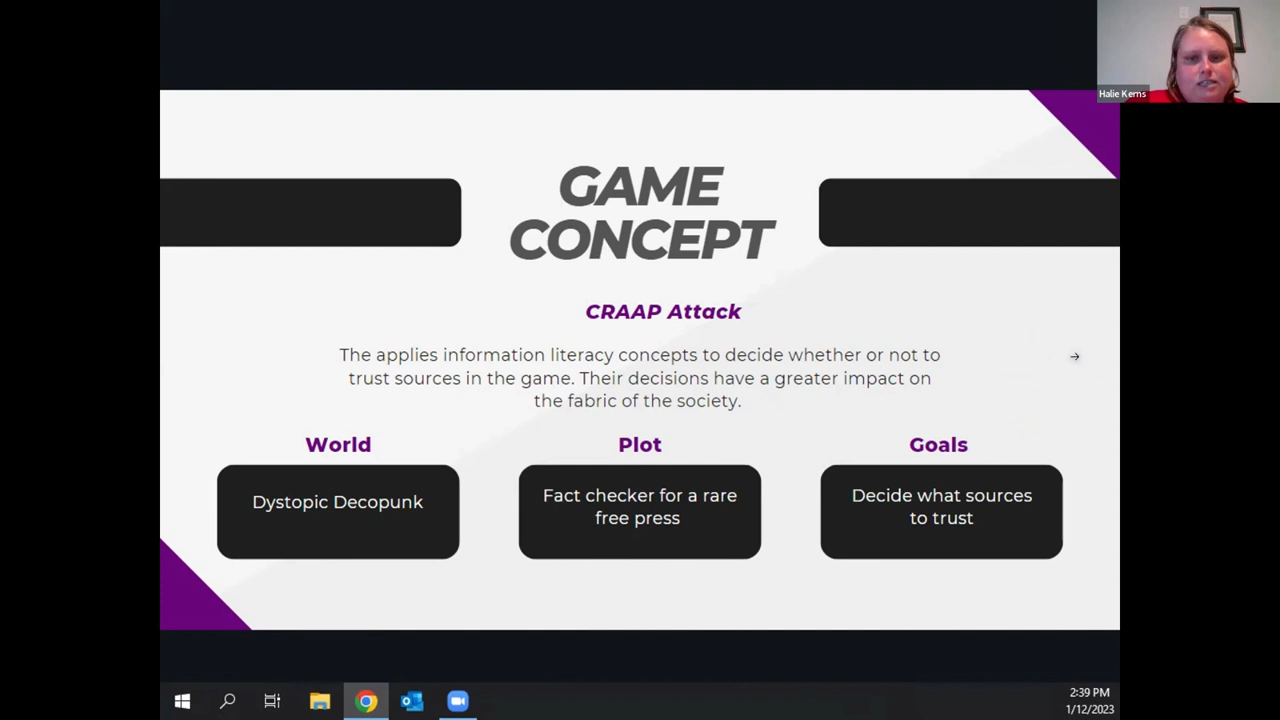 Halie Kerns
GAME
CONCEPT
CRAAP Attack
The applies information literacy concepts to decide whether or not to
trust sources in the game. Their decisions have a greater impact on
the fabric of the society.
World
Plot
Goals
Dystopic Decopunk
Fact checker for a rare
free press
Decide what sources
to trust
2:39 PM
1/12/2023